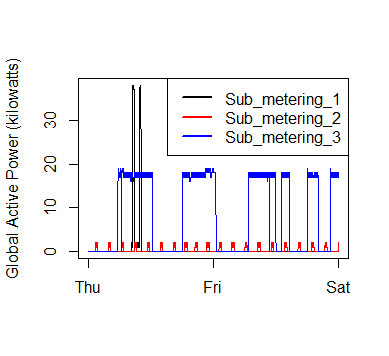 Global Active Power (kilowatts)
30
20
10
0
Sub_metering_1
Sub_metering_2
Sub_metering_3
Thu Fri Sat